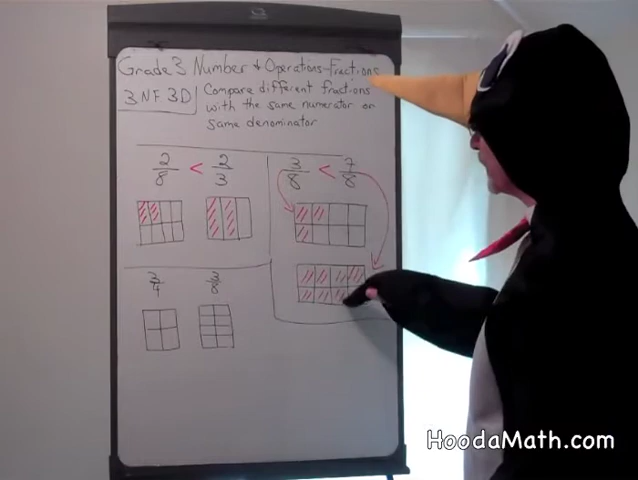 Grade 3 Number & Operations-Fractions
3 NF 3D
Compare different fractions
with the same numerator or
same denominator
2/8 < 2/3
3/8 < 7/8
3/4 3/8
HoodaMath.com